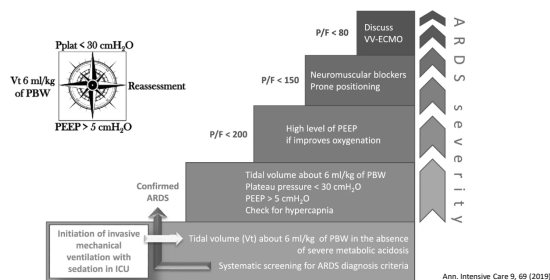 Pplat < 30 cmH₂O
Vt 6 ml/kg
of PBW
Reassessment
PEEP > 5 cmH₂O
P/F < 80
Discuss
VV-ECMO
P/F < 150
Neuromuscular blockers
Prone positioning
P/F < 200
High level of PEEP
if improves oxygenation
Confirmed
ARDS
Tidal volume about 6 ml/kg of PBW
Plateau pressure < 30 cmH₂O
PEEP > 5 cmH₂O
Check for hypercapnia
Initiation of invasive
mechanical
ventilation with
sedation in ICU
Tidal volume (Vt) about 6 ml/kg of PBW in the absence
of severe metabolic acidosis
Systematic screening for ARDS diagnosis criteria
ARDS severity
Ann. Intensive Care 9, 69 (2019)